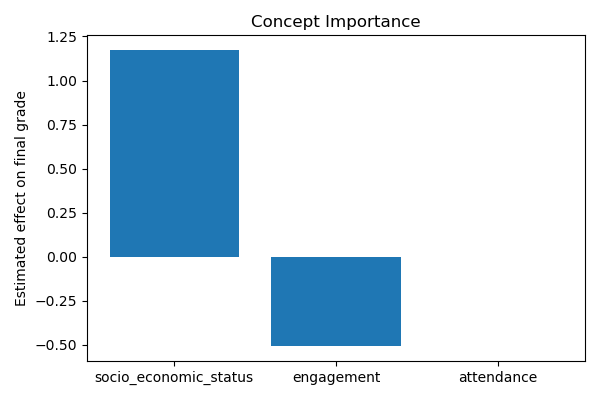 Concept Importance
Estimated effect on final grade
1.25
1.00
0.75
0.50
0.25
0.00
−0.25
−0.50
socio_economic_status engagement attendance